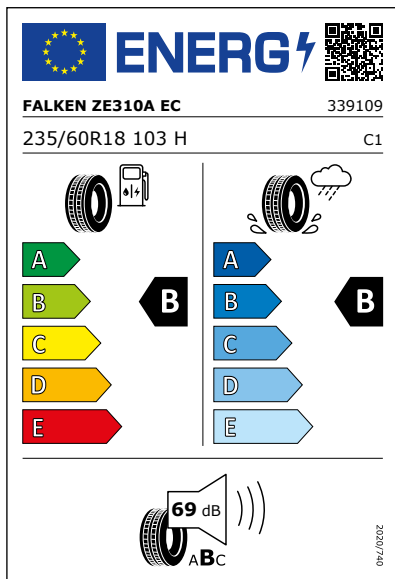 ENERG
FALKEN ZE310A EC 339109
235/60R18 103 H C1
A A
B B B B
C C
D D
E E
69 dB
ABC
2020/740